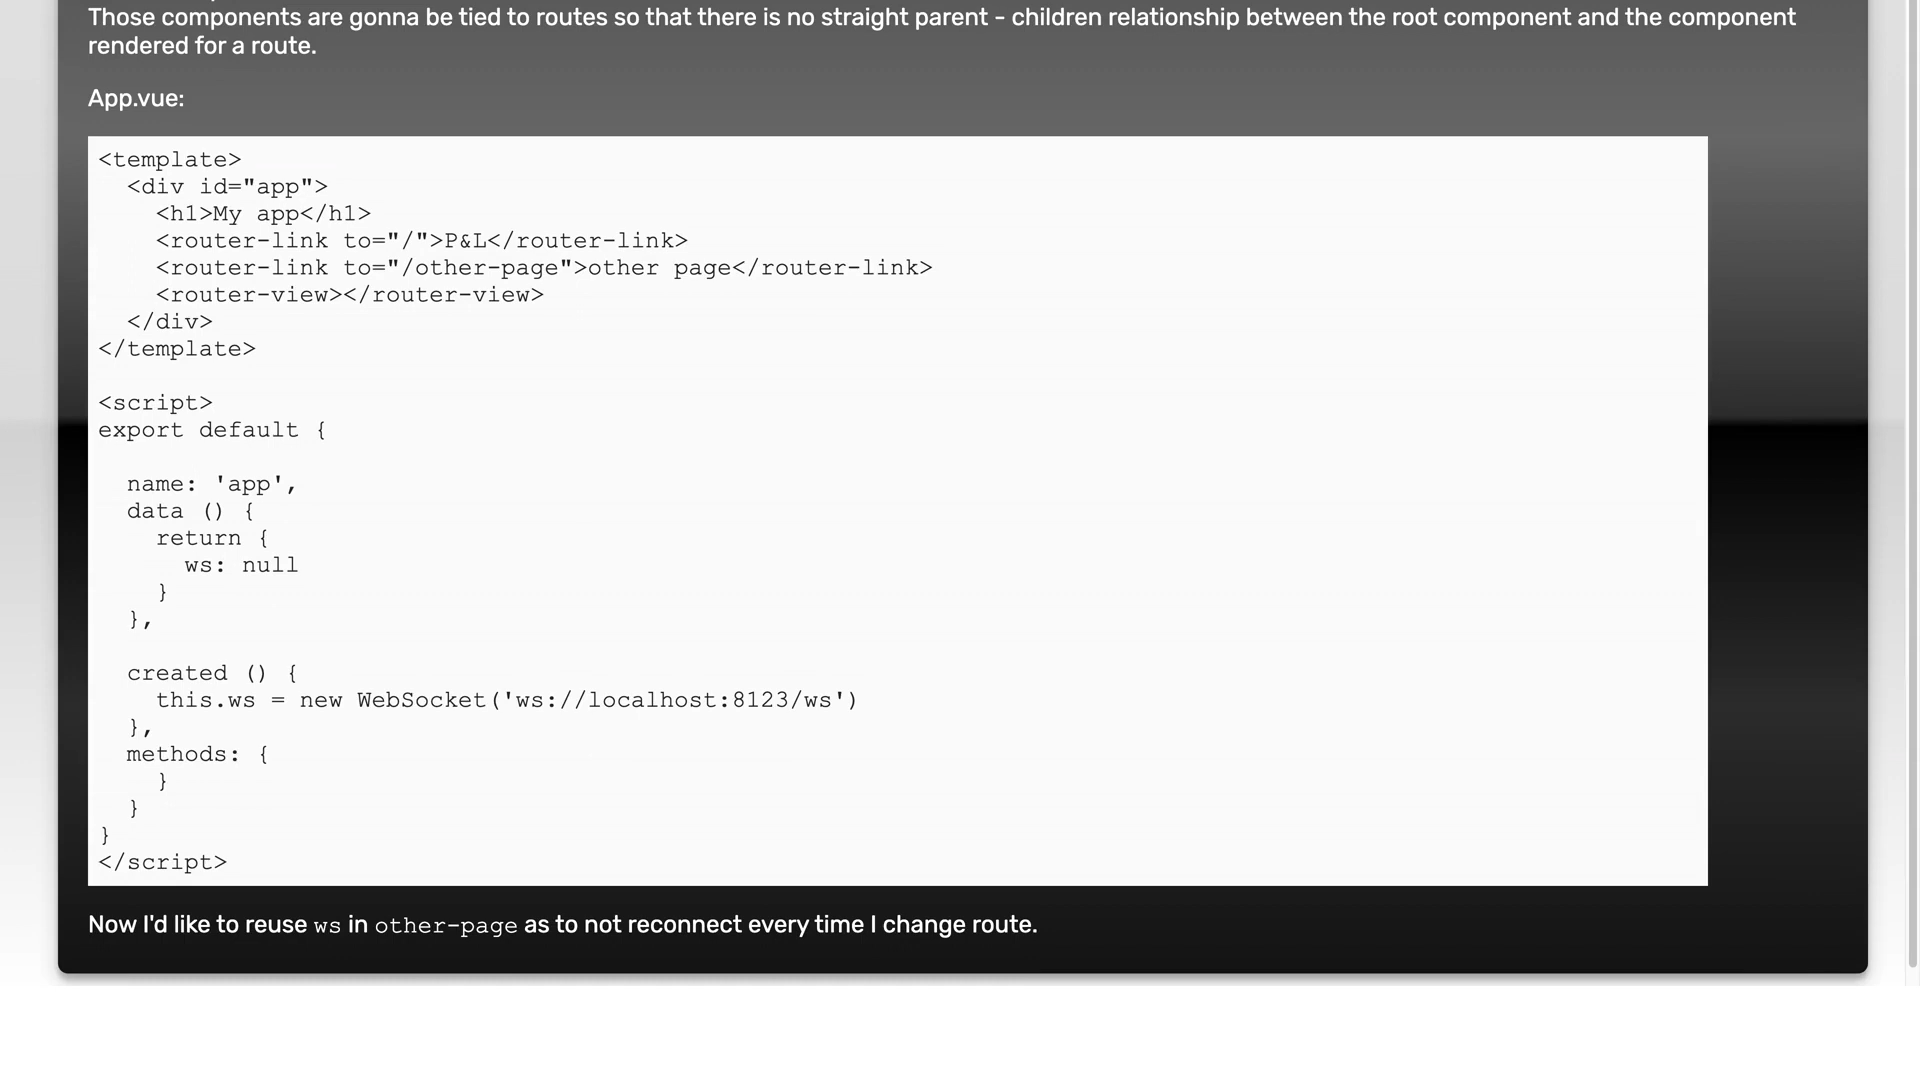 Those components are gonna be tied to routes so that there is no straight parent - children relationship between the root component and the component
rendered for a route.
App.vue:
<template>
  <div id="app">
    <h1>My app</h1>
    <router-link to="/">P&L</router-link>
    <router-link to="/other-page">other page</router-link>
    <router-view></router-view>
  </div>
</template>
<script>
export default {
  name: 'app',
  data () {
    return {
      ws: null
    }
  },
  created () {
    this.ws = new WebSocket('ws://localhost:8123/ws')
  },
  methods: {
    }
  }
}
</script>
Now I'd like to reuse ws in other-page as to not reconnect every time I change route.